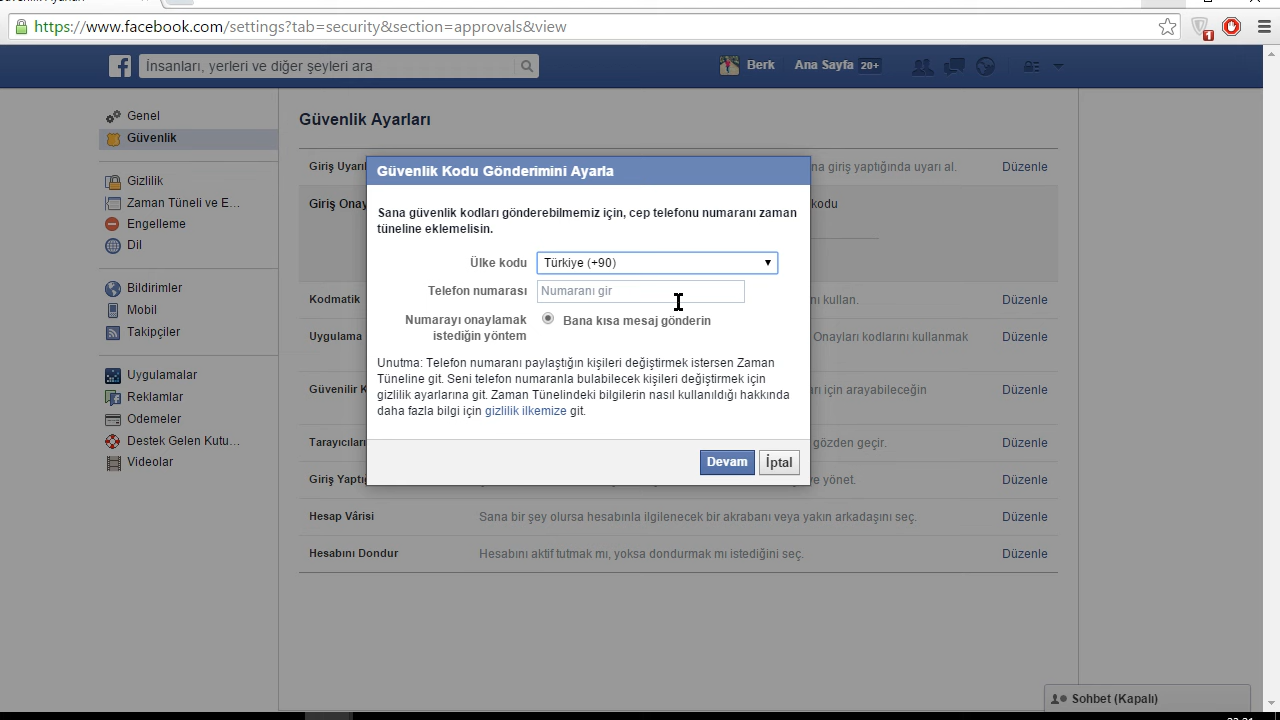 https://www.facebook.com/settings?tab=security&section=approvals&view
1
f İnsanları, yerleri ve diğer şeyleri ara
Berk Ana Sayfa 20+
Genel
Güvenlik
Gizlilik
Zaman Tüneli ve E...
Engelleme
Dil
Bildirimler
Mobil
Takipçiler
Uygulamalar
Reklamlar
Ödemeler
Destek Gelen Kutu...
Videolar
Güvenlik Ayarları
Giriş giriş yaptığında uyarı al. Düzenle
Giriş kodu
Kodmatik kullan. Düzenle
Uygulama Onayları kodlarını kullanmak Düzenle
Güvenilir için arayabileceğin Düzenle
gözden geçir. Düzenle
Giriş yönet. Düzenle
Hesap Vârisi Sana bir şey olursa hesabınla ilgilenecek bir akrabanı veya yakın arkadaşını seç. Düzenle
Hesabını Dondur Hesabını aktif tutmak mı, yoksa dondurmak mı istediğini seç. Düzenle
Güvenlik Kodu Gönderimini Ayarla
Sana güvenlik kodları gönderebilmemiz için, cep telefonu numaranı zaman
tüneline eklemelisin.
Ülke kodu Türkiye (+90)
Telefon numarası Numaranı gir
Numarayı onaylamak
istediğin yöntem
Bana kısa mesaj gönderin
Unutma: Telefon numaranı paylaştığın kişileri değiştirmek istersen Zaman
Tüneline git. Seni telefon numaranla bulabilecek kişileri değiştirmek için
gizlilik ayarlarına git. Zaman Tünelindeki bilgilerin nasıl kullanıldığı hakkında
daha fazla bilgi için gizlilik ilkemize git.
Devam İptal
Sohbet (Kapalı)